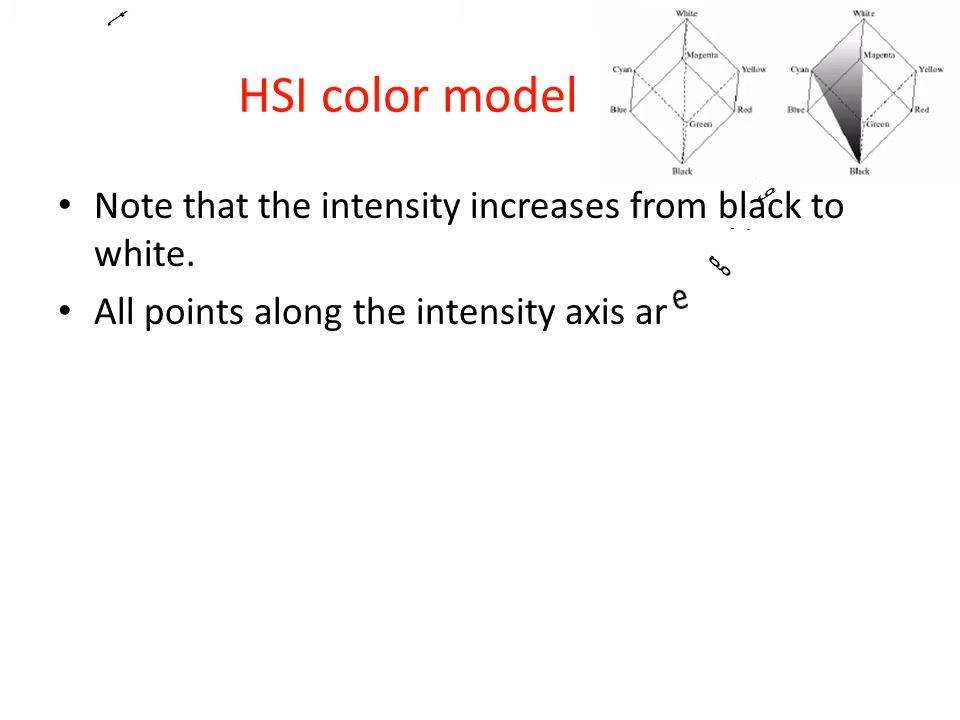 White
White
Magenta
Magenta
Cyan
Yellow
Cyan
Yellow
HSI color model
Blue
Red
Blue
Red
Green
Green
Black
Black
• Note that the intensity increases from black to
white.
• All points along the intensity axis are